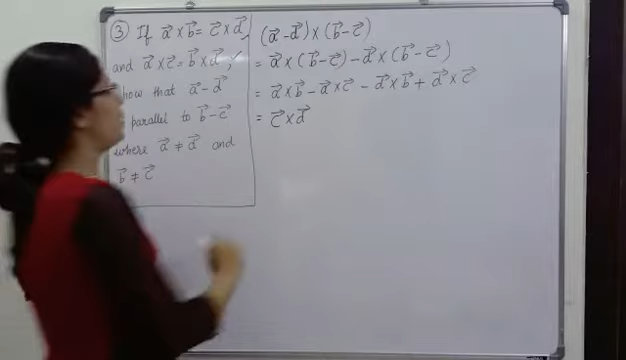 ③ If a⃗ × b⃗ = c⃗ × d⃗,
and a⃗ × c⃗ = b⃗ × d⃗, ✓
how that a⃗ - d⃗
parallel to b⃗ - c⃗
where a⃗ ≠ d⃗ and
b⃗ ≠ c⃗
(a⃗ - d⃗) × (b⃗ - c⃗)
= a⃗ × (b⃗ - c⃗) - d⃗ × (b⃗ - c⃗)
= a⃗ × b⃗ - a⃗ × c⃗ - d⃗ × b⃗ + d⃗ × c⃗
= c⃗ × d⃗